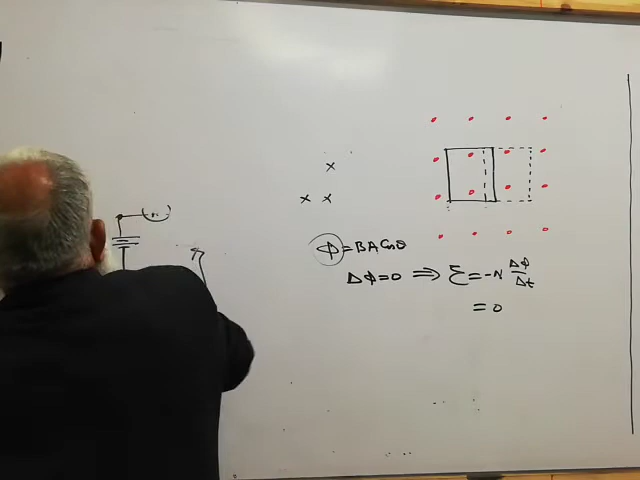 × 
× ×
Φ = BA Cos θ
ΔΦ = 0 ⇒ Ɛ = -N ΔΦ/Δt
= 0